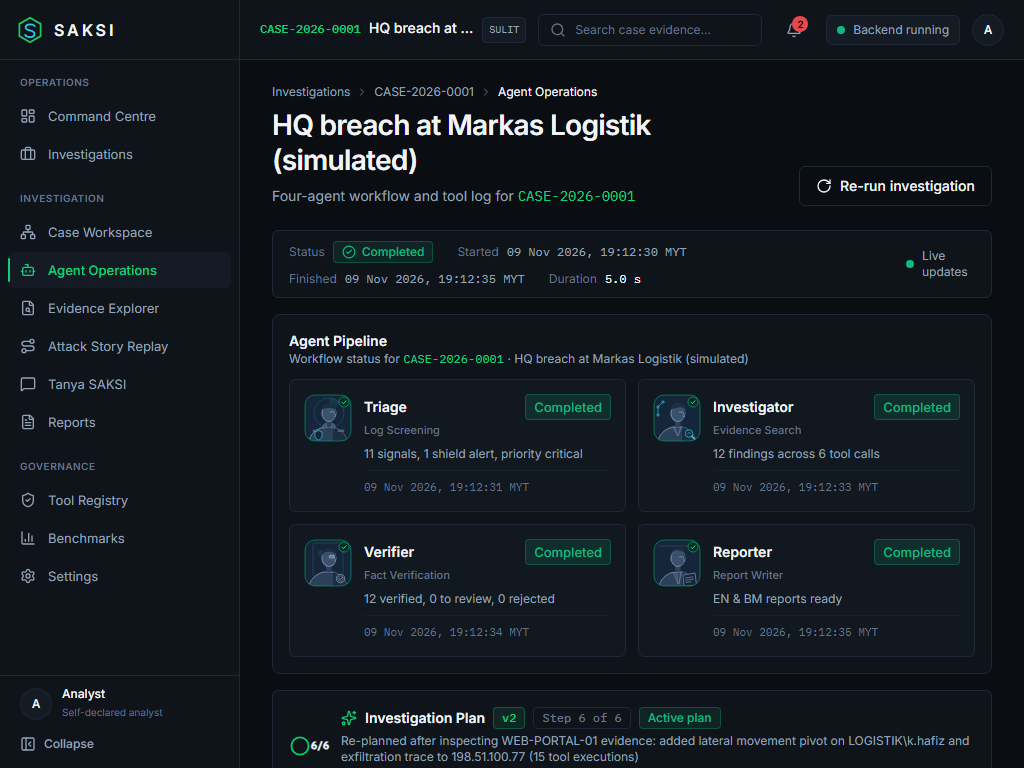 SAKSI
CASE-2026-0001 HQ breach at ... SULIT
Search case evidence...
2
Backend running
A
OPERATIONS
Command Centre
Investigations
INVESTIGATION
Case Workspace
Agent Operations
Evidence Explorer
Attack Story Replay
Tanya SAKSI
Reports
GOVERNANCE
Tool Registry
Benchmarks
Settings
A
Analyst
Self-declared analyst
Collapse
Investigations > CASE-2026-0001 > Agent Operations
HQ breach at Markas Logistik
(simulated)
Four-agent workflow and tool log for CASE-2026-0001
Re-run investigation
Status Completed Started 09 Nov 2026, 19:12:30 MYT
Finished 09 Nov 2026, 19:12:35 MYT Duration 5.0 s
Live
updates
Agent Pipeline
Workflow status for CASE-2026-0001 · HQ breach at Markas Logistik (simulated)
Triage Completed
Log Screening
11 signals, 1 shield alert, priority critical
09 Nov 2026, 19:12:31 MYT
Investigator Completed
Evidence Search
12 findings across 6 tool calls
09 Nov 2026, 19:12:33 MYT
Verifier Completed
Fact Verification
12 verified, 0 to review, 0 rejected
09 Nov 2026, 19:12:34 MYT
Reporter Completed
Report Writer
EN & BM reports ready
09 Nov 2026, 19:12:35 MYT
6/6
Investigation Plan v2 Step 6 of 6 Active plan
Re-planned after inspecting WEB-PORTAL-01 evidence: added lateral movement pivot on LOGISTIK\k.hafiz and
exfiltration trace to 198.51.100.77 (15 tool executions)